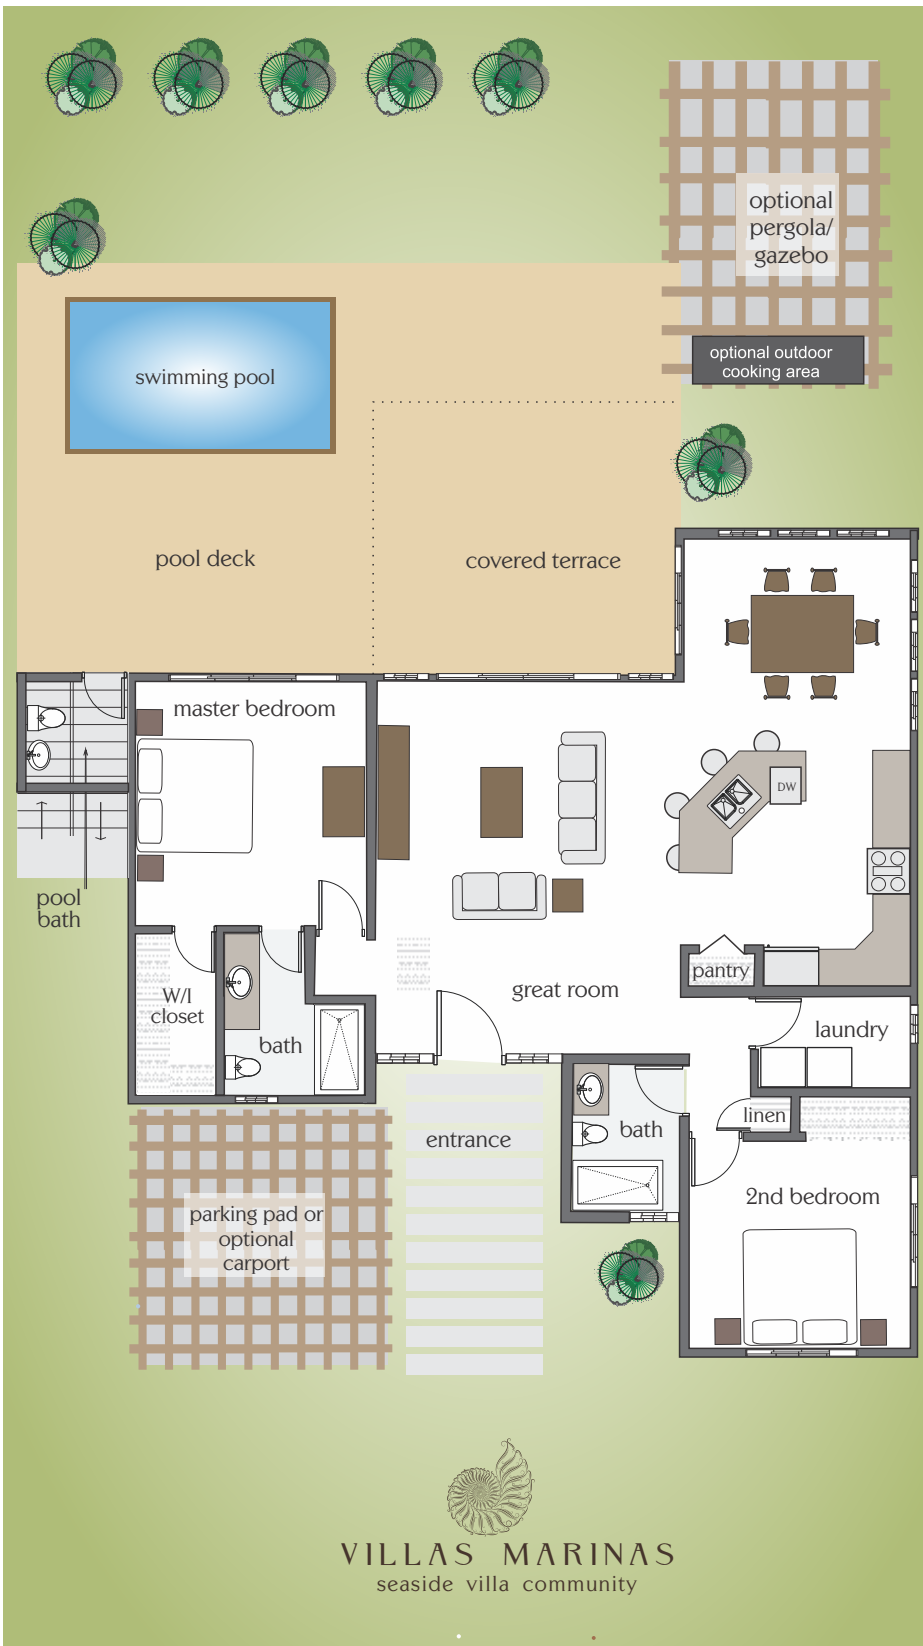 optional
pergola/
gazebo
optional outdoor
cooking area
swimming pool
pool deck
covered terrace
master bedroom
DW
pool
bath
W/I
closet
bath
great room
pantry
laundry
entrance
bath
linen
2nd bedroom
parking pad or
optional
carport
VILLAS MARINAS
seaside villa community